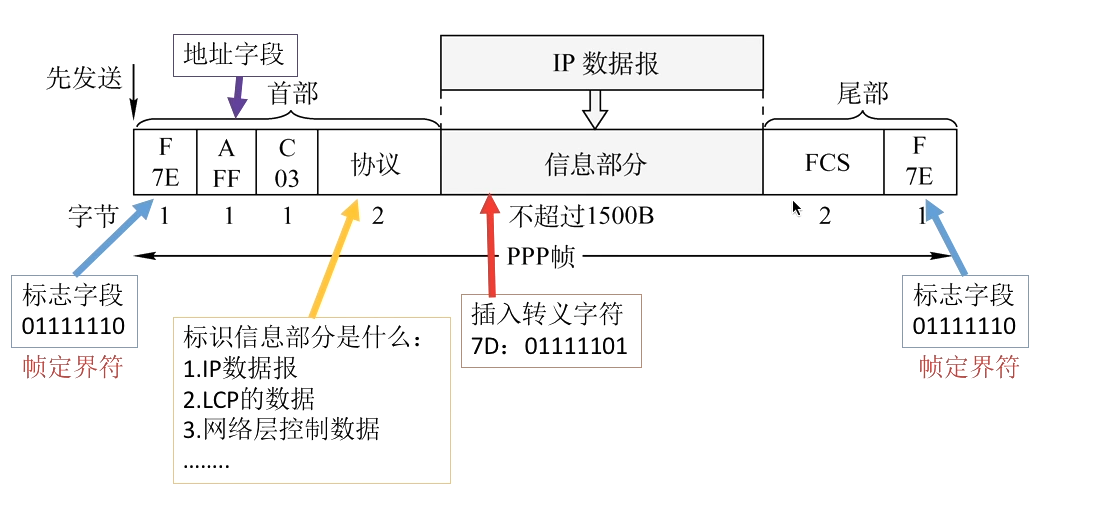 地址字段
先发送
IP 数据报
首部
尾部
F A C F
7E FF 03 协议 信息部分 FCS 7E
字节 1 1 1 2 不超过1500B 2 1
PPP帧
标志字段
01111110
帧定界符
标识信息部分是什么：
1.IP数据报
2.LCP的数据
3.网络层控制数据
........
插入转义字符
7D：01111101
标志字段
01111110
帧定界符